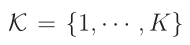 𝒦 = {1, ⋯ , K}